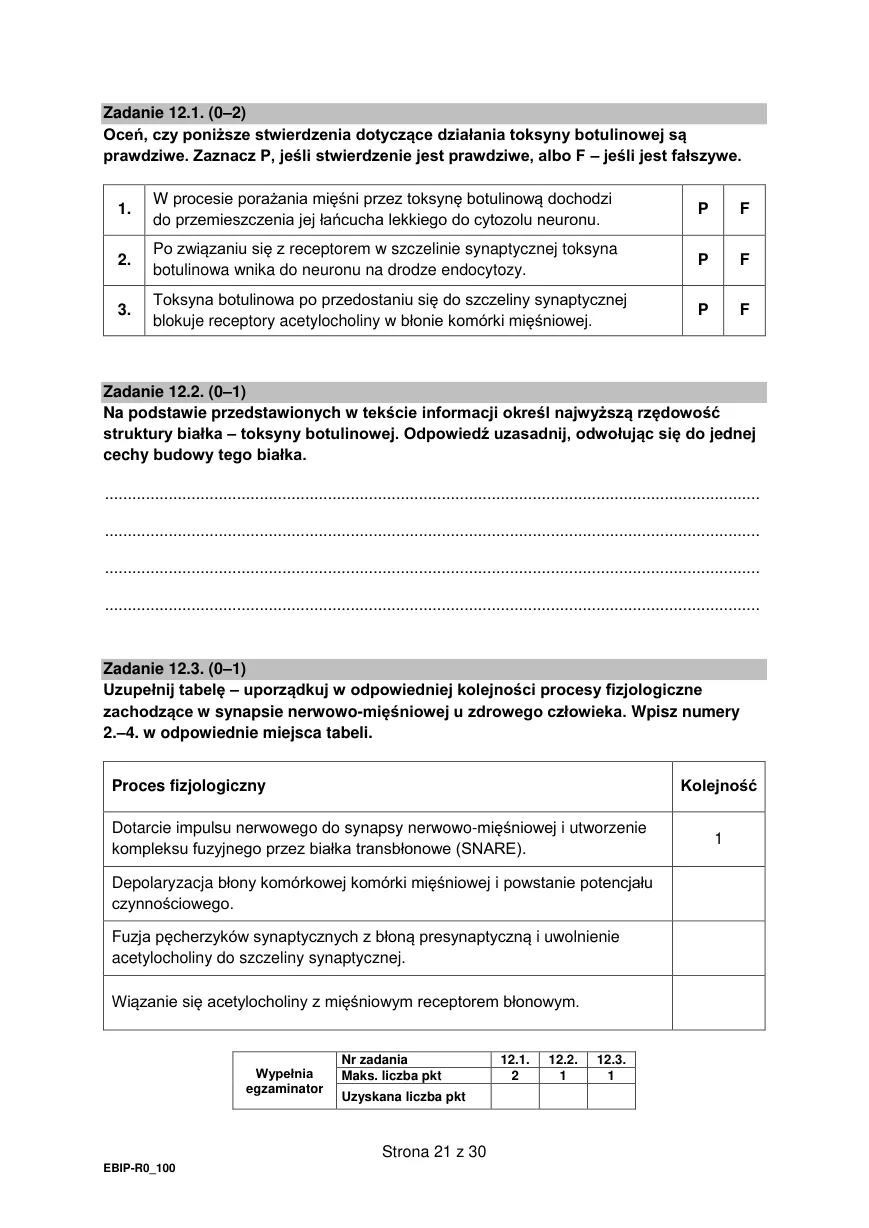 Zadanie 12.1. (0–2)
Oceń, czy poniższe stwierdzenia dotyczące działania toksyny botulinowej są
prawdziwe. Zaznacz P, jeśli stwierdzenie jest prawdziwe, albo F – jeśli jest fałszywe.
1. W procesie porażania mięśni przez toksynę botulinową dochodzi
do przemieszczenia jej łańcucha lekkiego do cytozolu neuronu. P F
2. Po związaniu się z receptorem w szczelinie synaptycznej toksyna
botulinowa wnika do neuronu na drodze endocytozy. P F
3. Toksyna botulinowa po przedostaniu się do szczeliny synaptycznej
blokuje receptory acetylocholiny w błonie komórki mięśniowej. P F
Zadanie 12.2. (0–1)
Na podstawie przedstawionych w tekście informacji określ najwyższą rzędowość
struktury białka – toksyny botulinowej. Odpowiedź uzasadnij, odwołując się do jednej
cechy budowy tego białka.
Zadanie 12.3. (0–1)
Uzupełnij tabelę – uporządkuj w odpowiedniej kolejności procesy fizjologiczne
zachodzące w synapsie nerwowo-mięśniowej u zdrowego człowieka. Wpisz numery
2.–4. w odpowiednie miejsca tabeli.
Proces fizjologiczny Kolejność
Dotarcie impulsu nerwowego do synapsy nerwowo-mięśniowej i utworzenie
kompleksu fuzyjnego przez białka transbłonowe (SNARE). 1
Depolaryzacja błony komórkowej komórki mięśniowej i powstanie potencjału
czynnościowego.
Fuzja pęcherzyków synaptycznych z błoną presynaptyczną i uwolnienie
acetylocholiny do szczeliny synaptycznej.
Wiązanie się acetylocholiny z mięśniowym receptorem błonowym.
Wypełnia
egzaminator
Nr zadania 12.1. 12.2. 12.3.
Maks. liczba pkt 2 1 1
Uzyskana liczba pkt
Strona 21 z 30
EBIP-R0_100